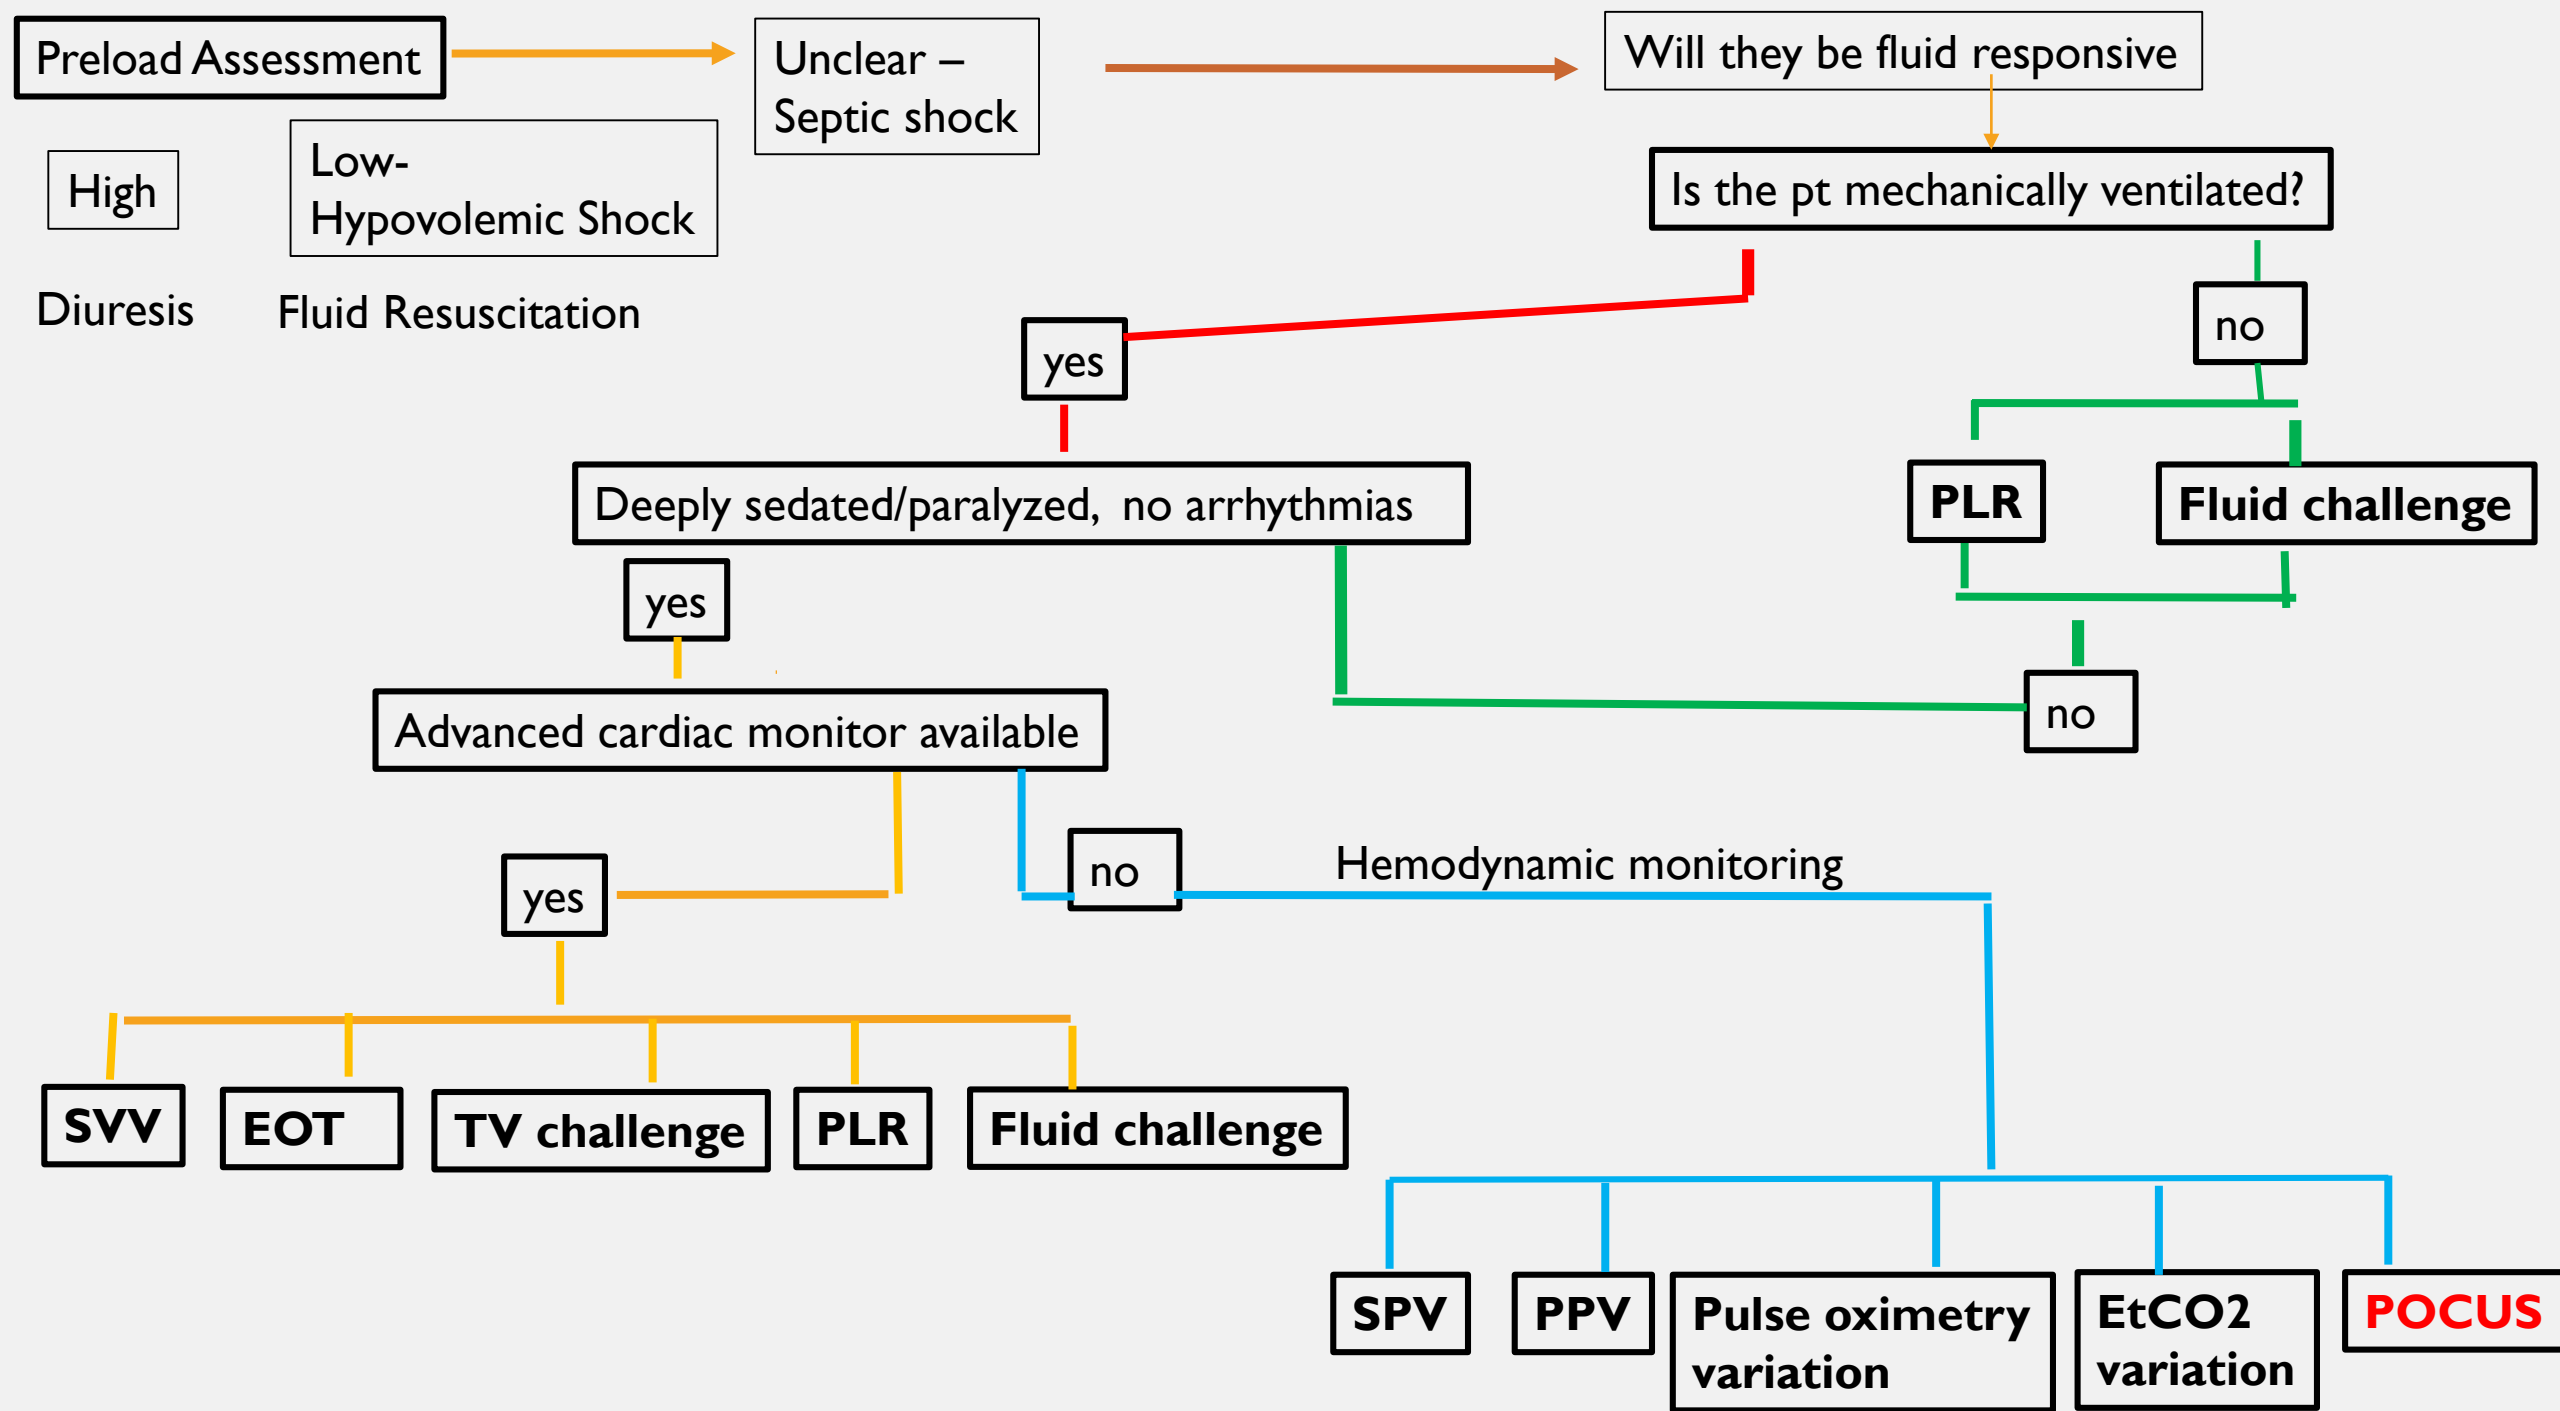 Preload Assessment
Unclear –
Septic shock
Will they be fluid responsive
High
Low-
Hypovolemic Shock
Is the pt mechanically ventilated?
Diuresis
Fluid Resuscitation
yes
no
Deeply sedated/paralyzed, no arrhythmias
PLR
Fluid challenge
yes
no
Advanced cardiac monitor available
yes
no
Hemodynamic monitoring
SVV
EOT
TV challenge
PLR
Fluid challenge
SPV
PPV
Pulse oximetry
variation
EtCO2
variation
POCUS